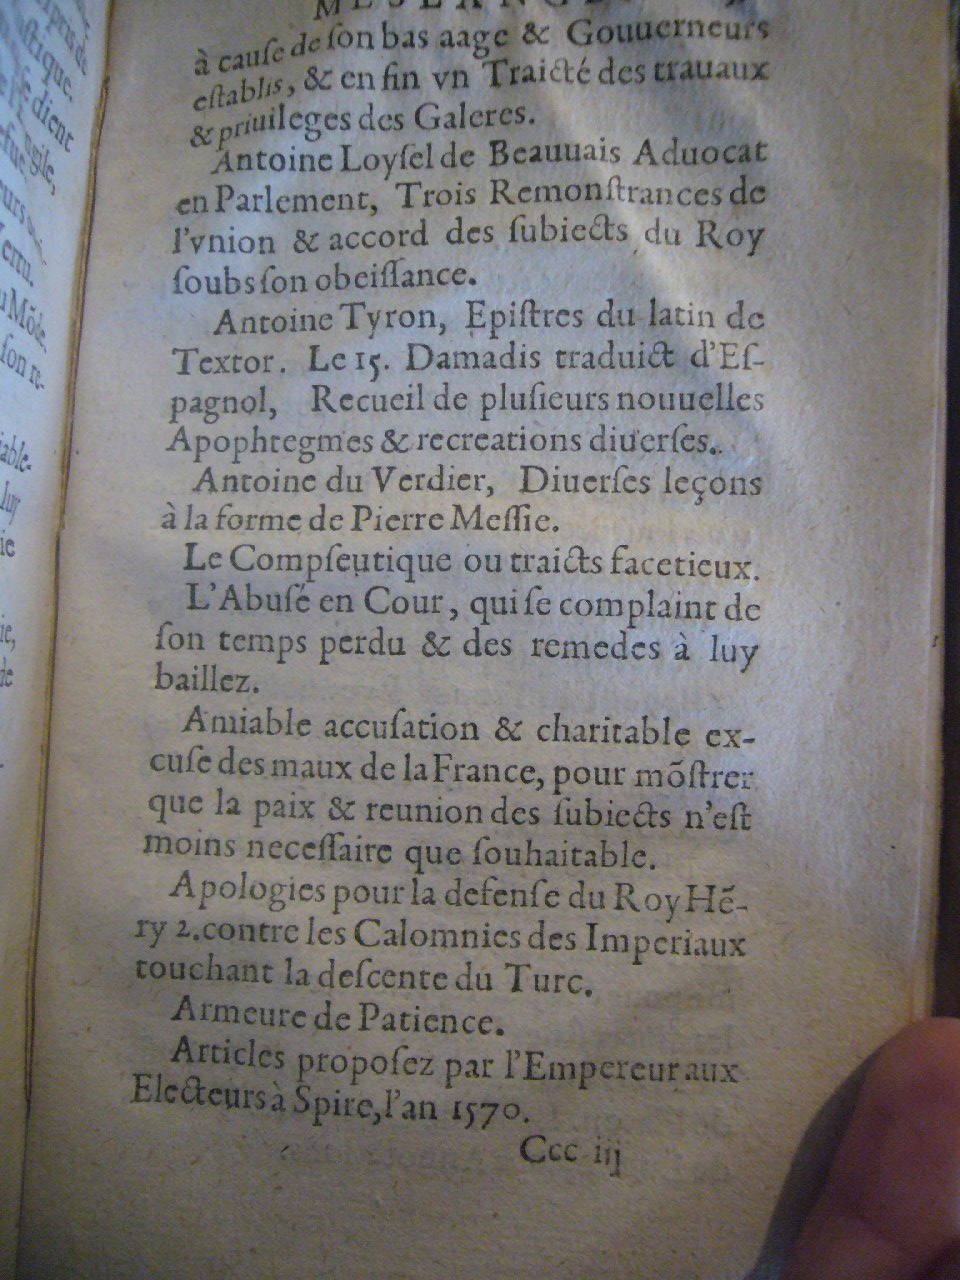 à cauſe de ſon bas aage & Gouuerneurs
eſtablis, & en fin vn Traicté des trauaux
& priuileges des Galeres.
Antoine Loyſel de Beauuais Aduocat
en Parlement, Trois Remonſtrances de
l'vnion & accord des ſubiects du Roy
ſoubs ſon obeiſſance.
Antoine Tyron, Epiſtres du latin de
Textor. Le 15. Damadis traduict d'Eſ-
pagnol, Recueil de pluſieurs nouuelles
Apophtegmes & recreations diuerſes.
Antoine du Verdier, Diuerſes leçons
à la forme de Pierre Meſſie.
Le Compſeutique ou traicts facetieux.
L'Abuſé en Cour, qui ſe complaint de
ſon temps perdu & des remedes à luy
baillez.
Amiable accuſation & charitable ex-
cuſe des maux de la France, pour mõſtrer
que la paix & reunion des ſubiects n'eſt
moins neceſſaire que ſouhaitable.
Apologies pour la defenſe du Roy Hẽ-
ry 2. contre les Calomnies des Imperiaux
touchant la deſcente du Turc.
Armeure de Patience.
Articles propoſez par l'Empereur aux
Electeurs à Spire, l'an 1570.
Ccc iij